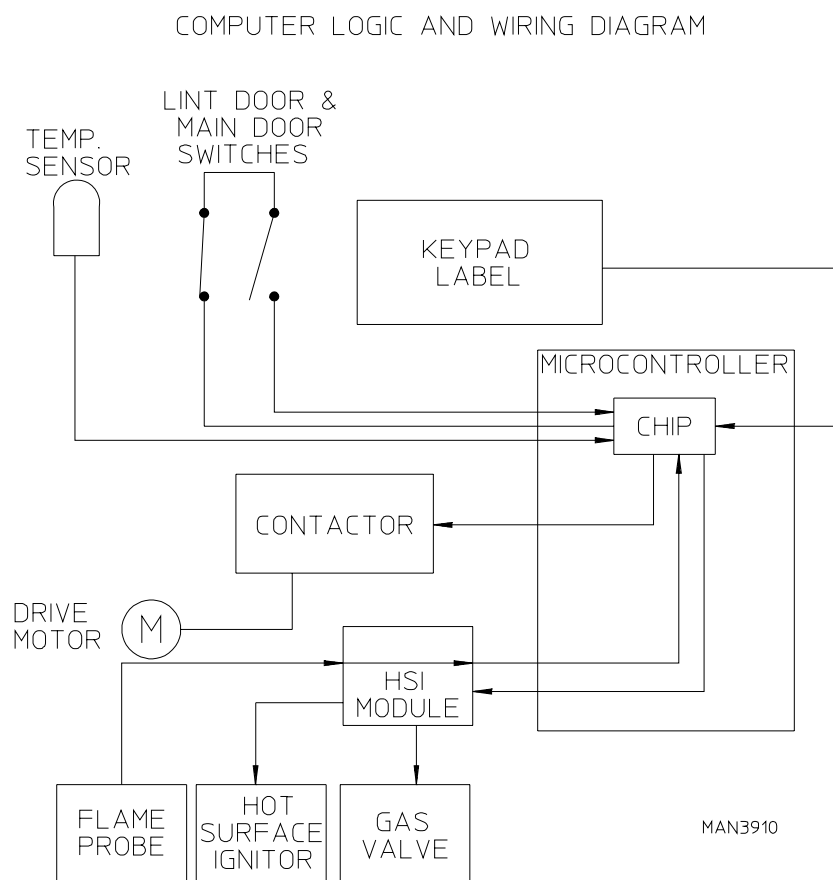 COMPUTER LOGIC AND WIRING DIAGRAM
LINT DOOR &
MAIN DOOR
SWITCHES
TEMP.
SENSOR
KEYPAD
LABEL
MICROCONTROLLER
CHIP
CONTACTOR
DRIVE
MOTOR
M
HSI
MODULE
FLAME
PROBE
HOT
SURFACE
IGNITOR
GAS
VALVE
MAN3910